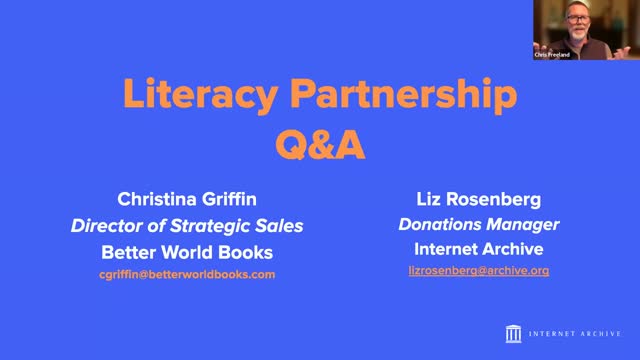 Chris Freeland
Literacy Partnership
Q&A
Christina Griffin
Director of Strategic Sales
Better World Books
cgriffin@betterworldbooks.com
Liz Rosenberg
Donations Manager
Internet Archive
lizrosenberg@archive.org
INTERNET ARCHIVE